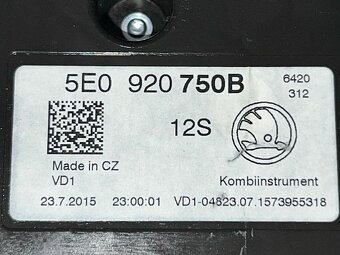 5E0 920 750B
6420
312
12S
Made in CZ
VD1
Kombiinstrument
23.7.2015 23:00:01 VD1-04823.07.1573955318